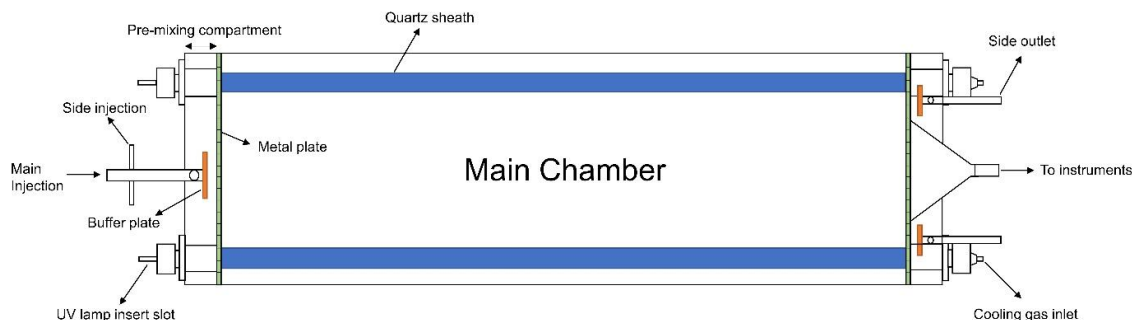 Quartz sheath
Pre-mixing compartment
Side outlet
Side injection
Metal plate
Main
Injection
Main Chamber
To instruments
Buffer plate
UV lamp insert slot
Cooling gas inlet